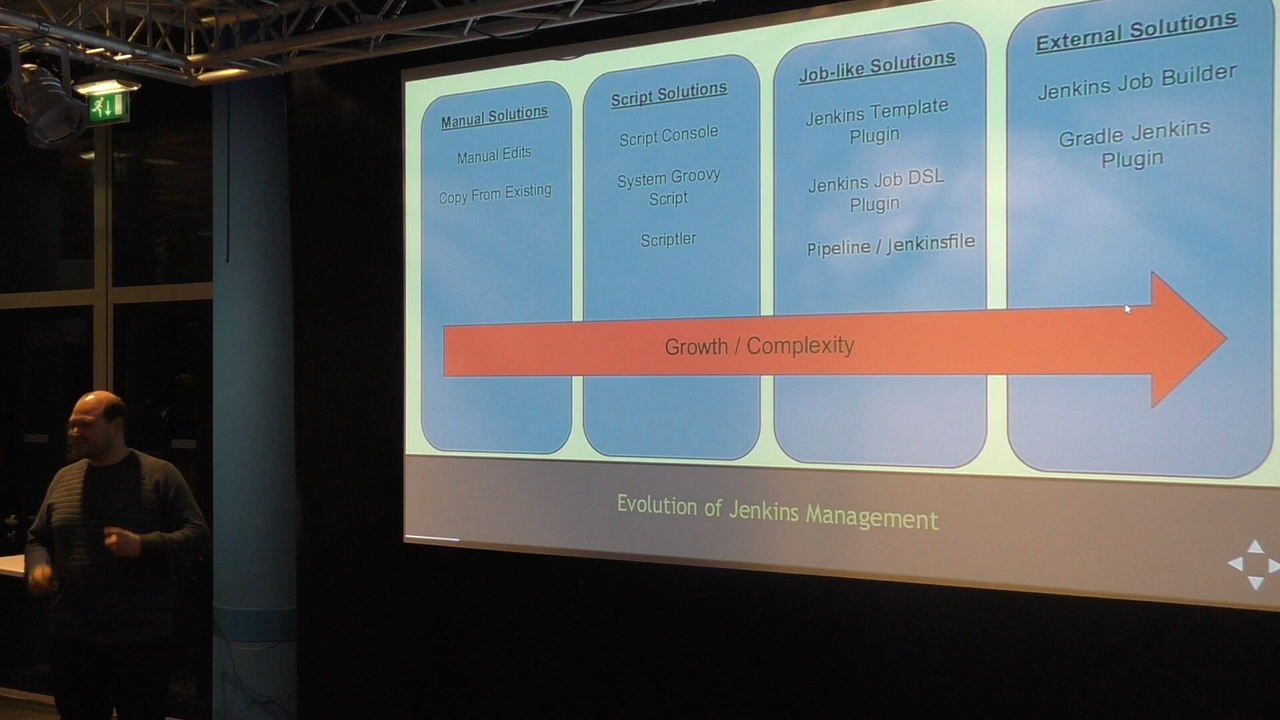 Manual Solutions
Manual Edits
Copy From Existing
Script Solutions
Script Console
System Groovy
Script
Scriptler
Job-like Solutions
Jenkins Template
Plugin
Jenkins Job DSL
Plugin
Pipeline / Jenkinsfile
External Solutions
Jenkins Job Builder
Gradle Jenkins
Plugin
Growth / Complexity
Evolution of Jenkins Management